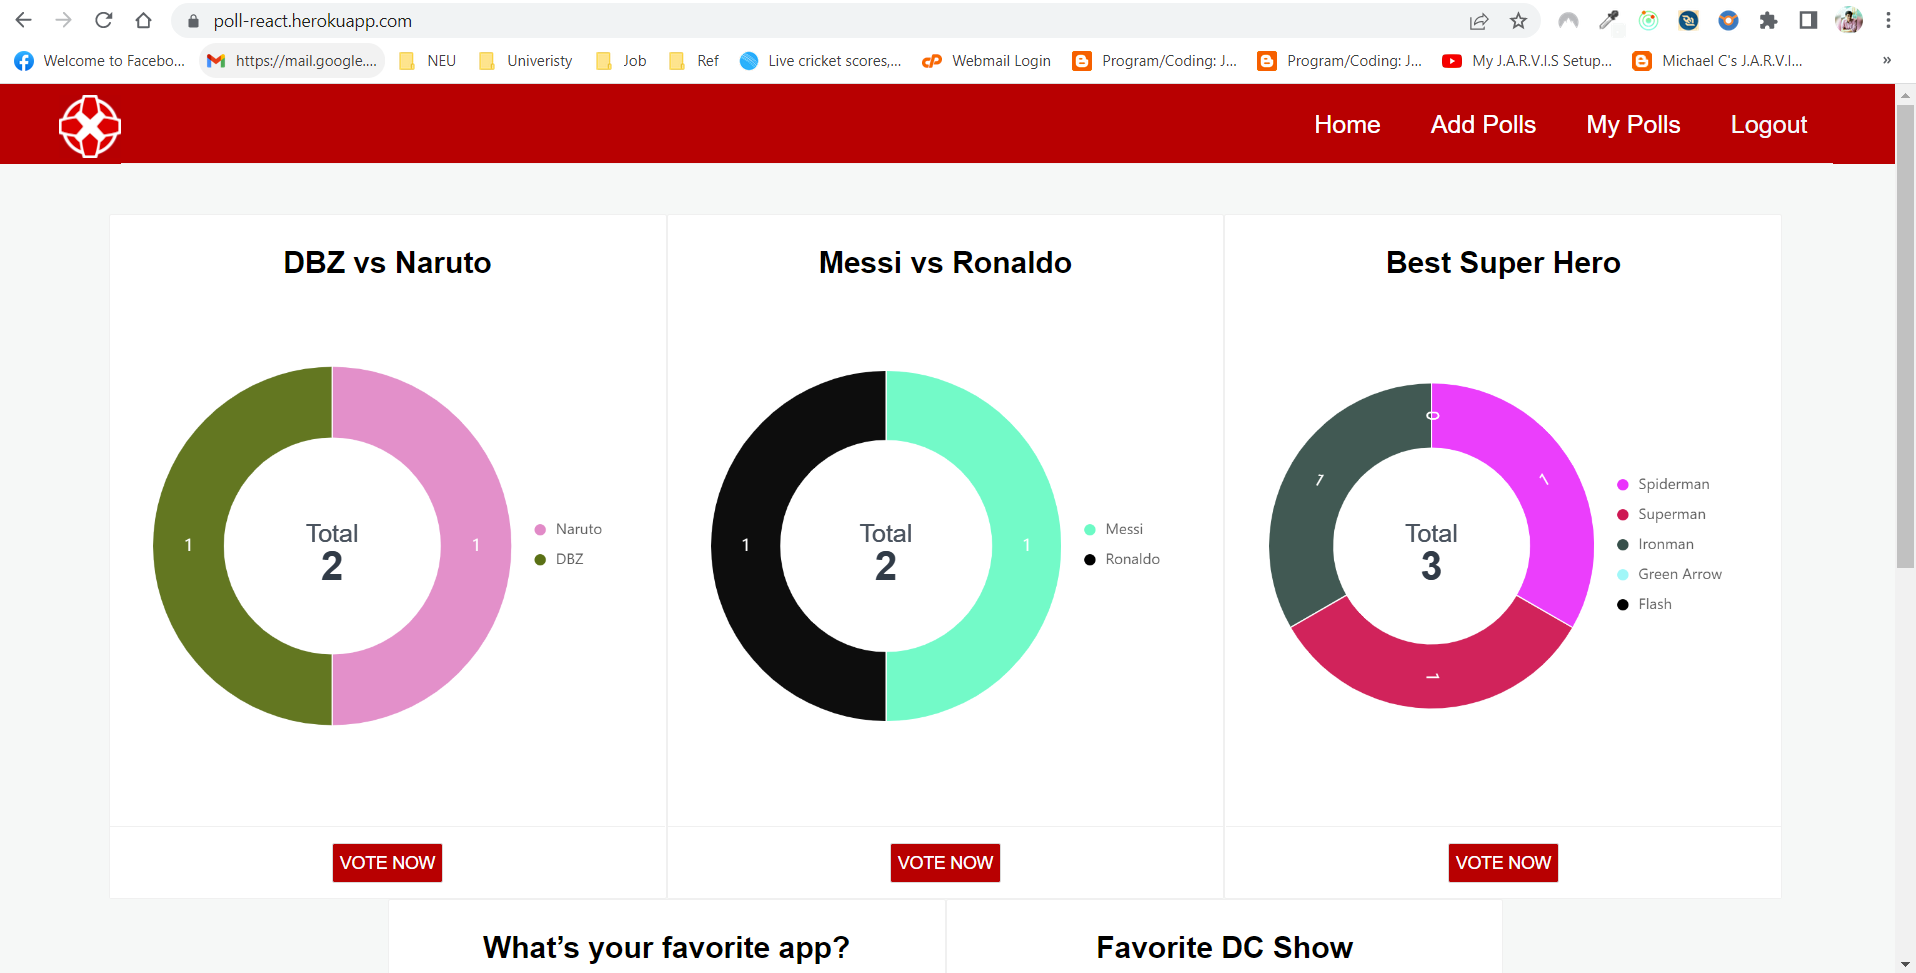 poll-react.herokuapp.com
Welcome to Facebo...
https://mail.google....
NEU
Univeristy
Job
Ref
Live cricket scores,...
Webmail Login
Program/Coding: J...
Program/Coding: J...
My J.A.R.V.I.S Setup...
Michael C's J.A.R.V.I...
»
Home Add Polls My Polls Logout
DBZ vs Naruto
1
Total
2
1
Naruto
DBZ
VOTE NOW
Messi vs Ronaldo
1
Total
2
1
Messi
Ronaldo
VOTE NOW
Best Super Hero
0
1
1
Total
3
1
Spiderman
Superman
Ironman
Green Arrow
Flash
VOTE NOW
What’s your favorite app?
Favorite DC Show